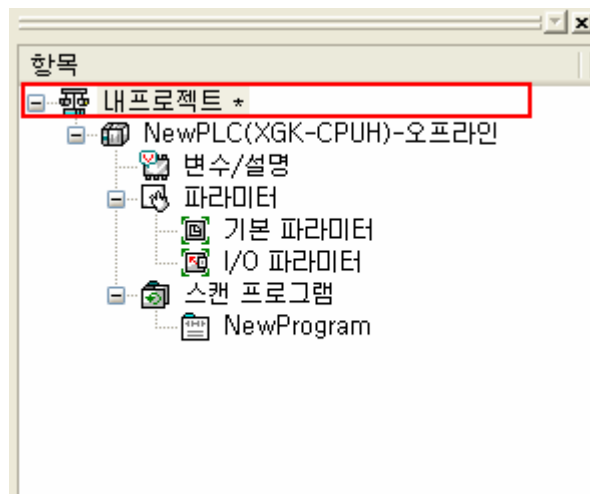 항목
내프로젝트 *
NewPLC(XGK-CPUH)-오프라인
변수/설명
파라미터
기본 파라미터
I/O 파라미터
스캔 프로그램
NewProgram